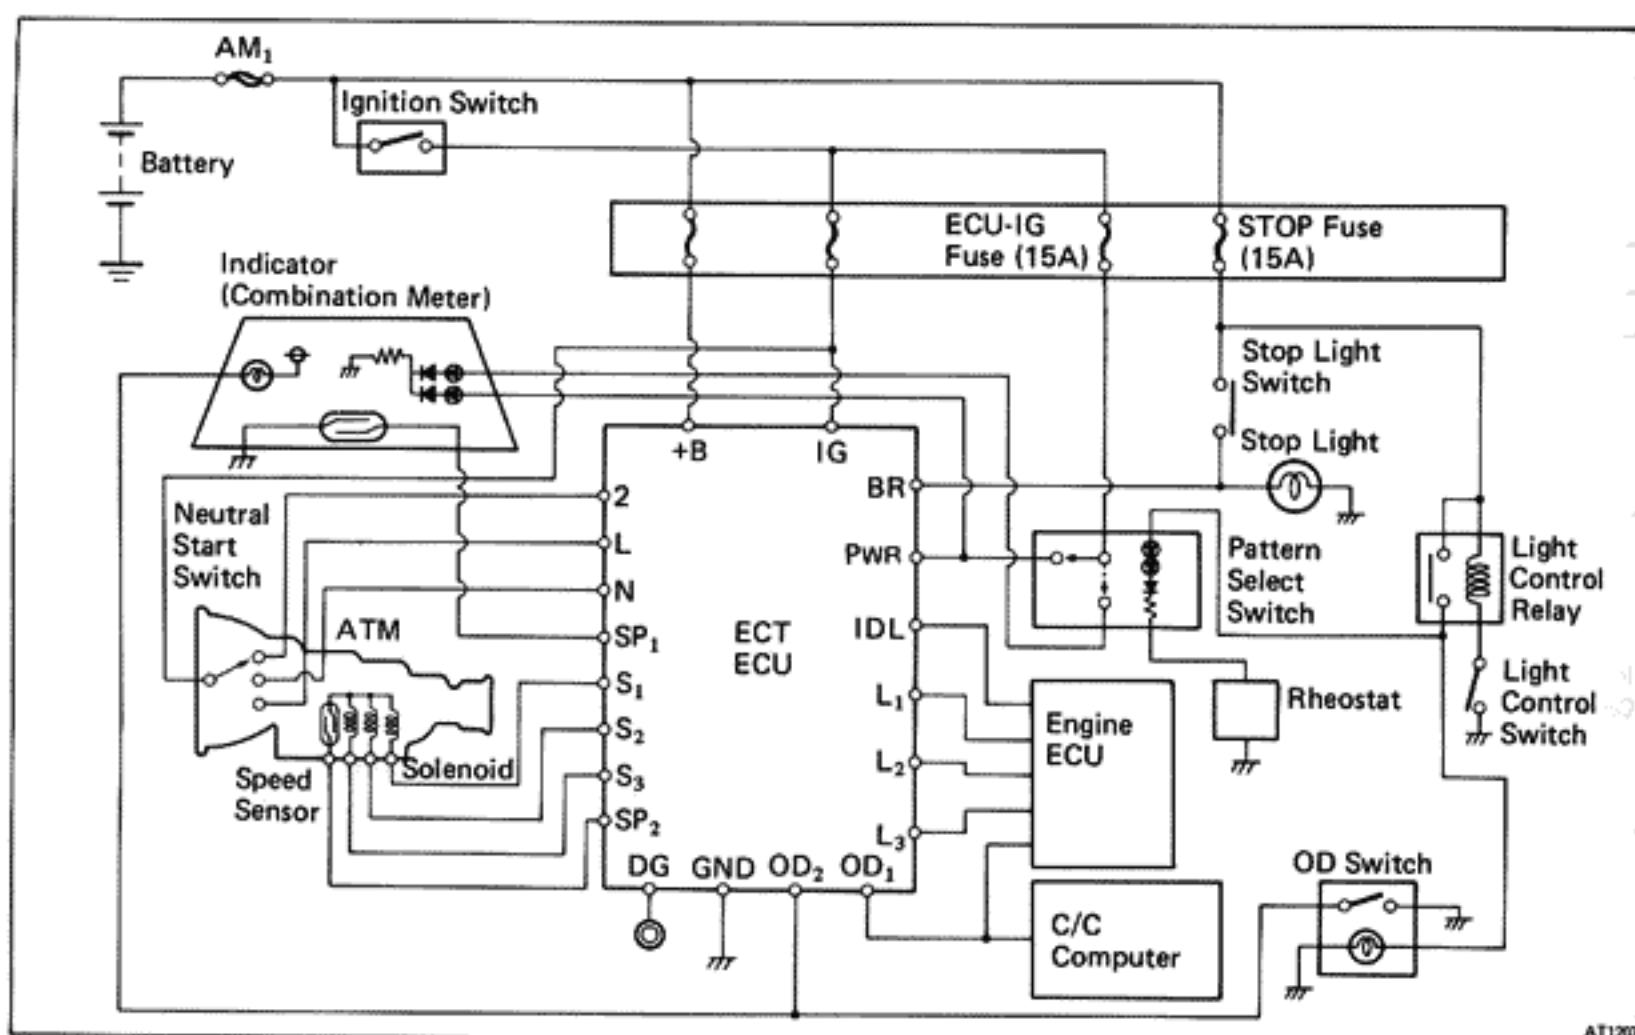 AM₁
Ignition Switch
Battery
ECU-IG
Fuse (15A)
STOP Fuse
(15A)
Indicator
(Combination Meter)
Stop Light
Switch
Stop Light
+B
IG
BR
PWR
IDL
L₁
L₂
L₃
2
L
N
SP₁
S₁
S₂
S₃
SP₂
DG
GND
OD₂
OD₁
ECT
ECU
Neutral
Start
Switch
ATM
Speed
Sensor
Solenoid
Pattern
Select
Switch
Light
Control
Relay
Rheostat
Light
Control
Switch
Engine
ECU
C/C
Computer
OD Switch